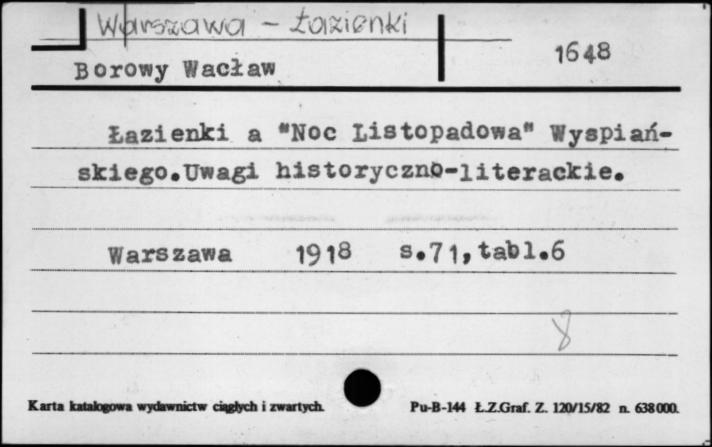 Warszawa - Łazienki
Borowy Wacław 1648
Łazienki a "Noc Listopadowa" Wyspiań-
skiego.Uwagi historyczno-literackie.
Warszawa 1918 s.71,tabl.6
8
Karta katalogowa wydawnictw ciągłych i zwartych. Pu-B-144 Ł.Z.Graf. Z. 120/15/82 n. 638000.